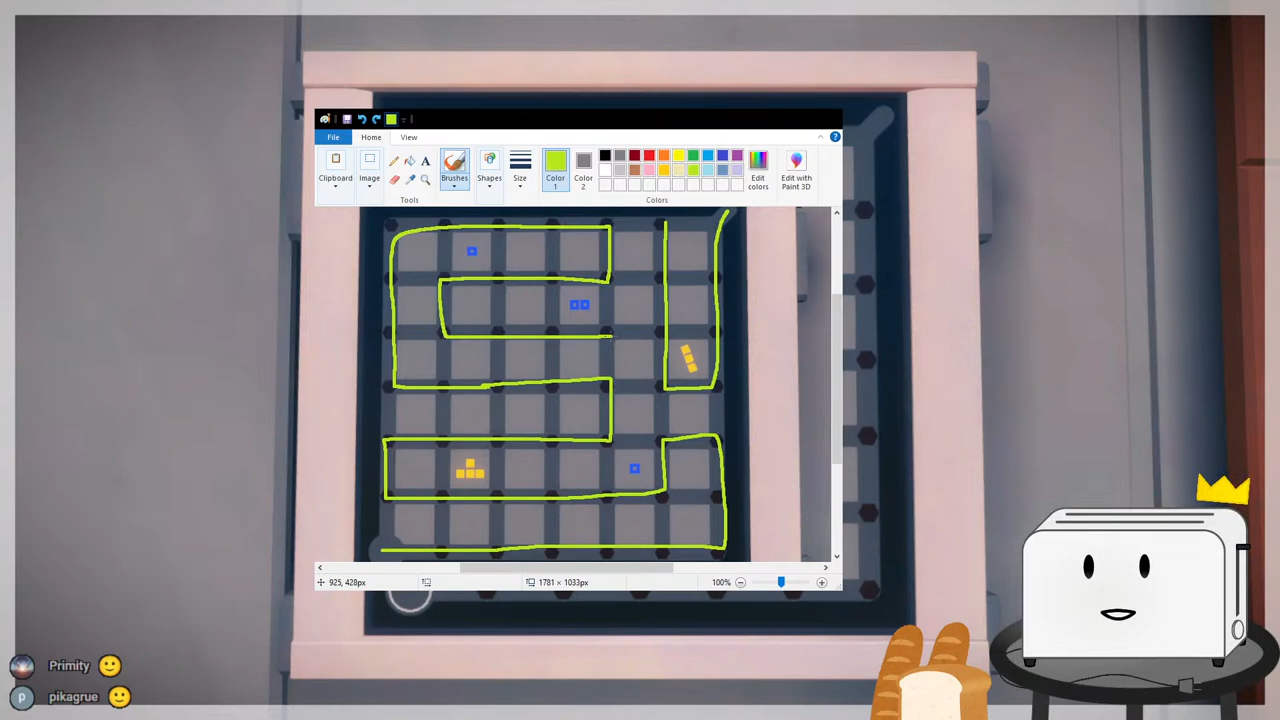 File
Home
View
Clipboard
Image
Tools
Brushes
Shapes
Size
Color 1
Color 2
Colors
Edit colors
Edit with Paint 3D
A
?
925, 428px
1781 × 1033px
100%
Primity
p pikagrue